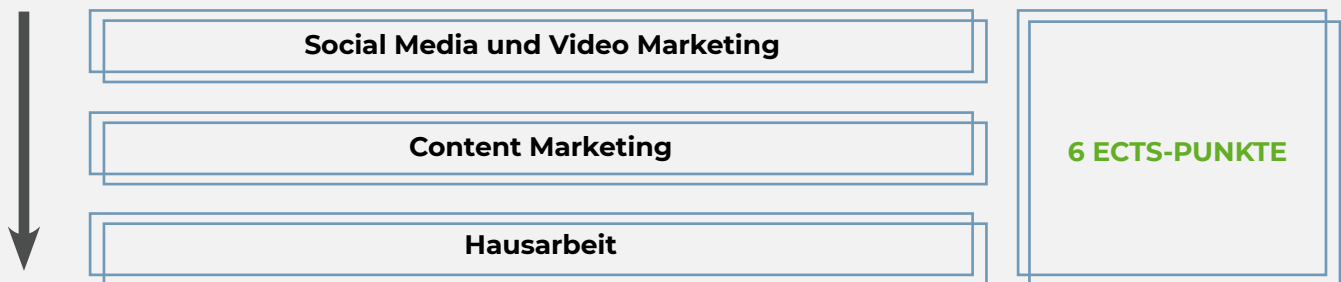 Social Media und Video Marketing
Content Marketing
6 ECTS-PUNKTE
Hausarbeit